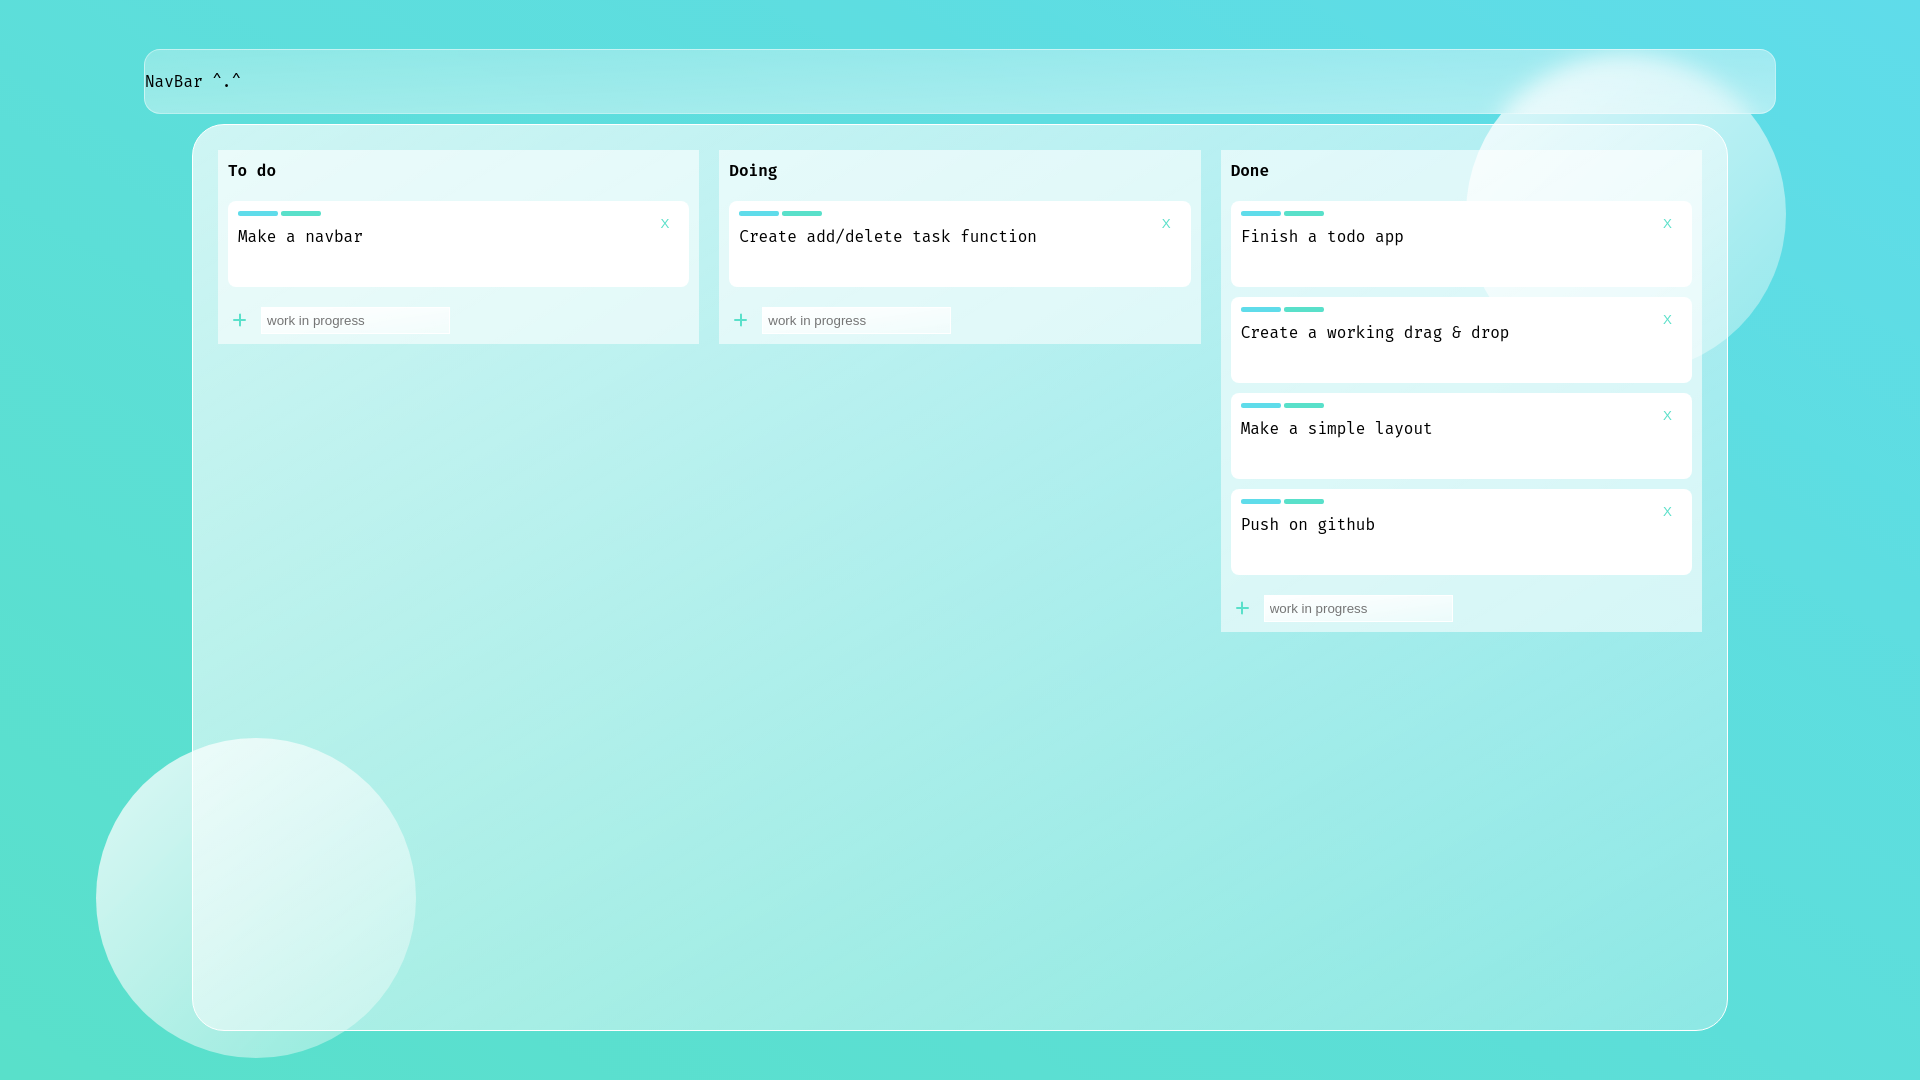 NavBar ^.^
To do
x
Make a navbar
+ work in progress
Doing
x
Create add/delete task function
+ work in progress
Done
x
Finish a todo app
x
Create a working drag & drop
x
Make a simple layout
x
Push on github
+ work in progress